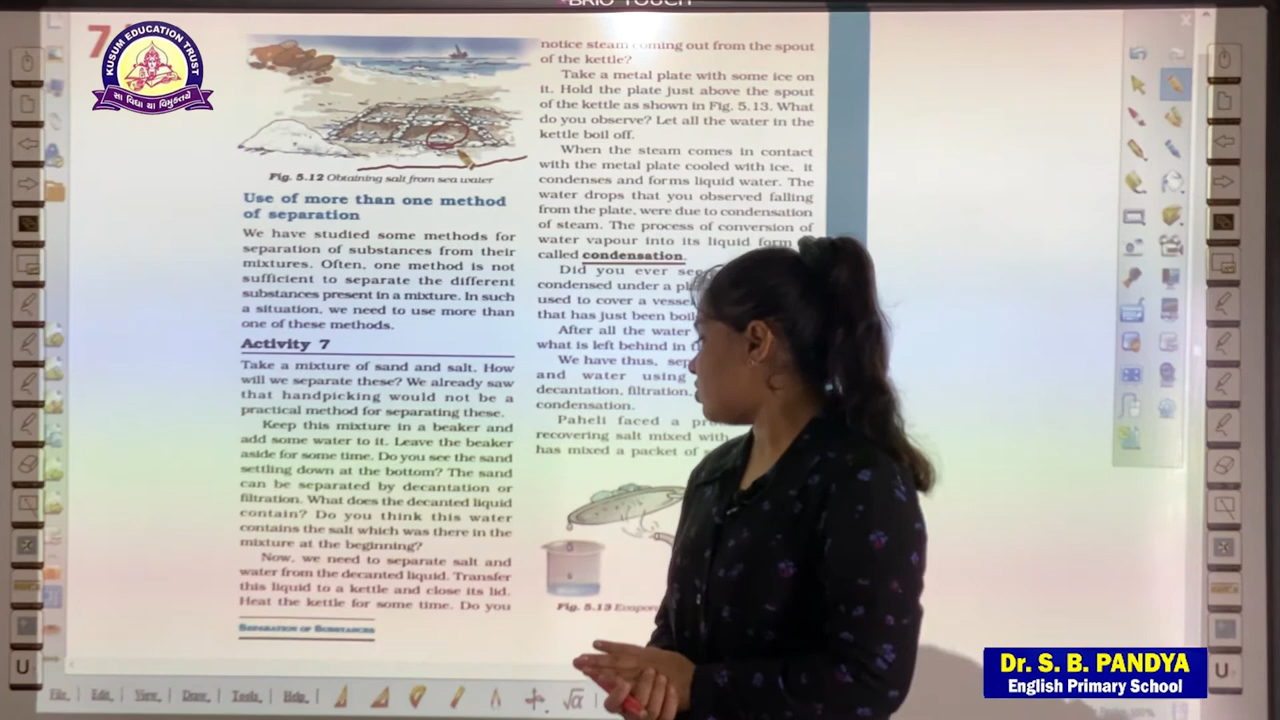 BRIO TOUCH
7
KUSUM EDUCATION TRUST
સા વિદ્યા યા વિમુક્તયે
Fig. 5.12 Obtaining salt from sea water
Use of more than one method
of separation
We have studied some methods for
separation of substances from their
mixtures. Often, one method is not
sufficient to separate the different
substances present in a mixture. In such
a situation, we need to use more than
one of these methods.
Activity 7
Take a mixture of sand and salt. How
will we separate these? We already saw
that handpicking would not be a
practical method for separating these.
Keep this mixture in a beaker and
add some water to it. Leave the beaker
aside for some time. Do you see the sand
settling down at the bottom? The sand
can be separated by decantation or
filtration. What does the decanted liquid
contain? Do you think this water
contains the salt which was there in the
mixture at the beginning?
Now, we need to separate salt and
water from the decanted liquid. Transfer
this liquid to a kettle and close its lid.
Heat the kettle for some time. Do you
SEPARATION OF SUBSTANCES
notice steam coming out from the spout
of the kettle?
Take a metal plate with some ice on
it. Hold the plate just above the spout
of the kettle as shown in Fig. 5.13. What
do you observe? Let all the water in the
kettle boil off.
When the steam comes in contact
with the metal plate cooled with ice, it
condenses and forms liquid water. The
water drops that you observed falling
from the plate, were due to condensation
of steam. The process of conversion of
water vapour into its liquid form
called condensation.
Did you ever see
condensed under a
used to cover a
that has just been
After all the water
what is left behind in
We have thus,
and water using
decantation, filtration,
condensation.
Paheli faced a
recovering salt mixed with
has mixed a packet of
Fig. 5.13
File Edit View Draw Tools Help
√α
U
U
X
Dr. S. B. PANDYA
English Primary School